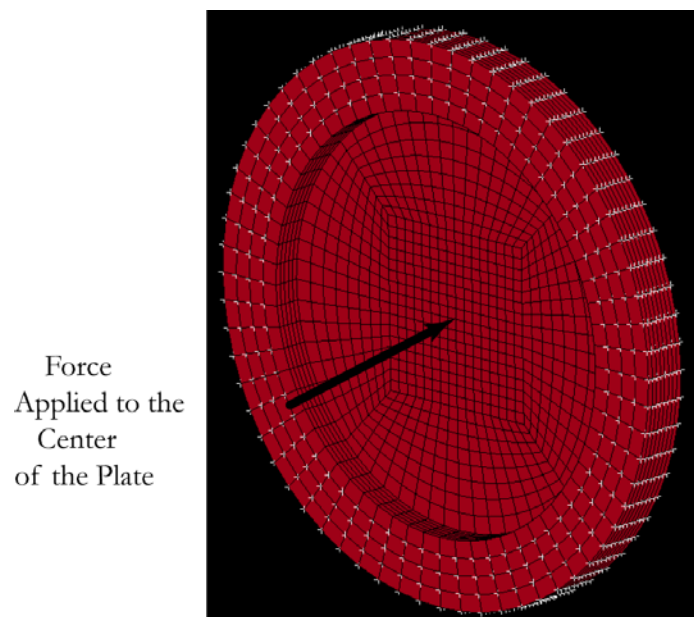 Force
Applied to the
Center
of the Plate